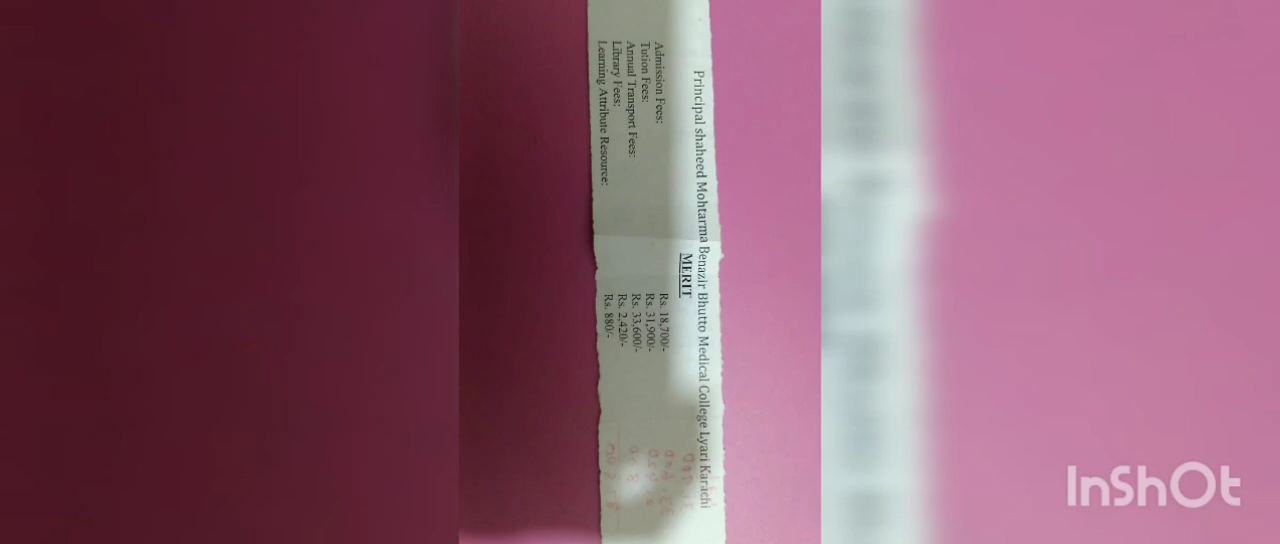 Principal shaheed Mohtarma Benazir Bhutto Medical College Lyari Karachi
MERIT
Admission Fees: Rs. 18,700/-
Tution Fees: Rs. 31,900/-
Annual Transport Fees: Rs. 33,600/-
Library Fees: Rs. 2,420/-
Learning Attribute Resource: Rs. 880/-
InShOt